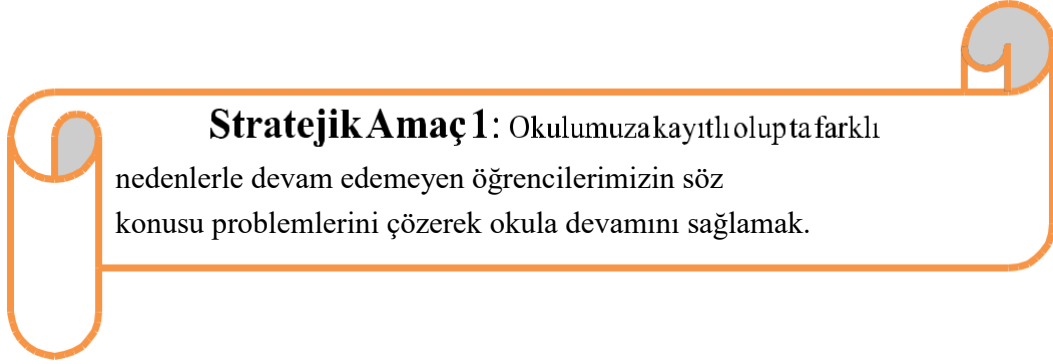 Stratejik Amaç 1: Okulumuza kayıtlı olup ta farklı
nedenlerle devam edemeyen öğrencilerimizin söz
konusu problemlerini çözerek okula devamını sağlamak.